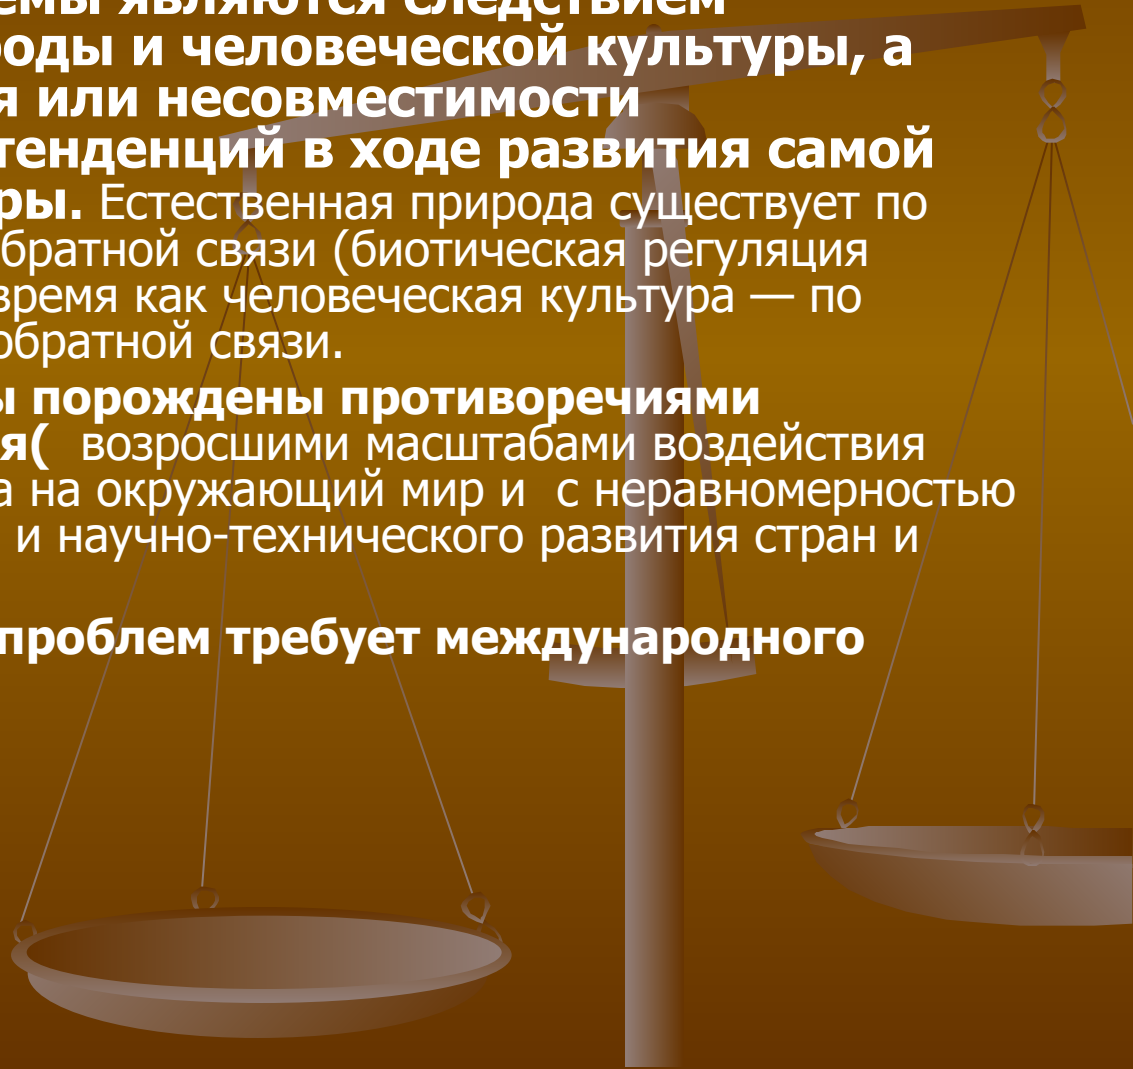 емы являются следствием
оды и человеческой культуры, а
я или несовместимости
тенденций в ходе развития самой
ры. Естественная природа существует по
братной связи (биотическая регуляция
время как человеческая культура — по
обратной связи.
ы порождены противоречиями
я( возросшими масштабами воздействия
а на окружающий мир и с неравномерностью
и научно-технического развития стран и
проблем требует международного